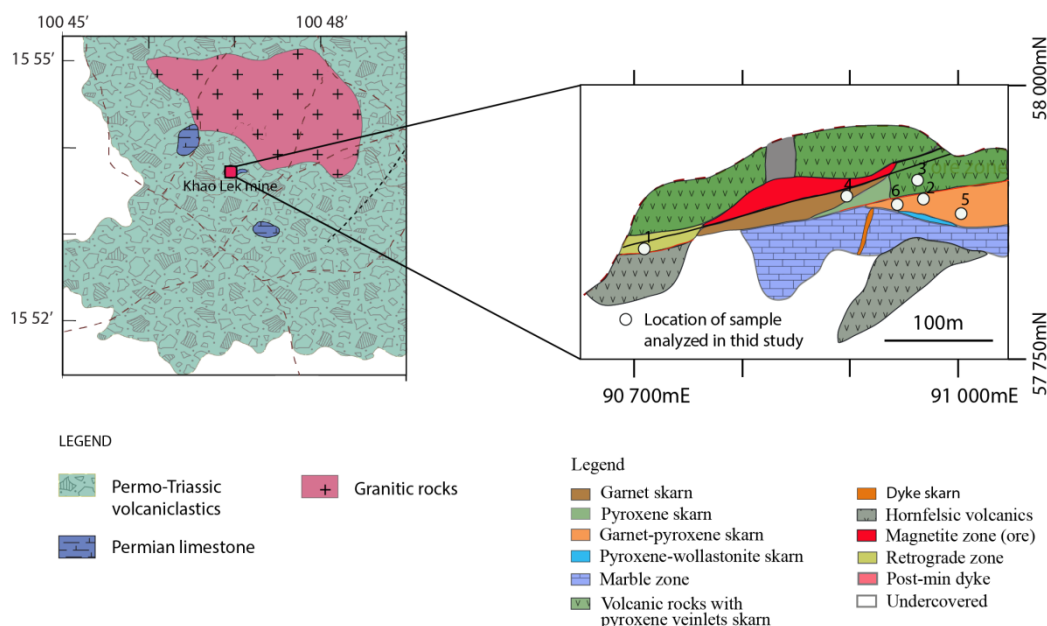 100 45’
100 48’
15 55’
15 52’
Khao Lek mine
1
4
3
6
2
5
Location of sample
analyzed in thid study
100m
58 000mN
57 750mN
90 700mE
91 000mE
LEGEND
Permo-Triassic
volcaniclastics
Granitic rocks
Permian limestone
Legend
Garnet skarn
Pyroxene skarn
Garnet-pyroxene skarn
Pyroxene-wollastonite skarn
Marble zone
Volcanic rocks with
pyroxene veinlets skarn
Dyke skarn
Hornfelsic volcanics
Magnetite zone (ore)
Retrograde zone
Post-min dyke
Undercovered